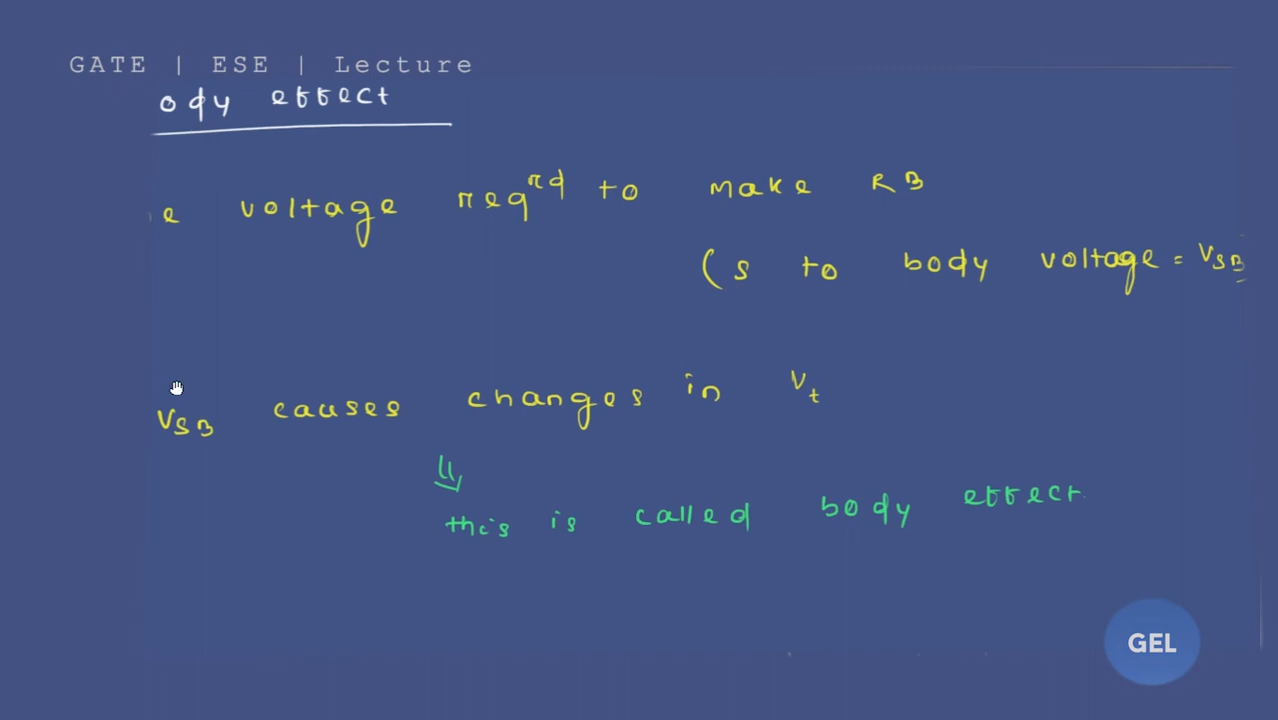 GATE | ESE | Lecture
ody effect
e voltage reqrd to make RB
(s to body voltage = VSB
VSB causes changes in Vt
this is called body effect.
GEL